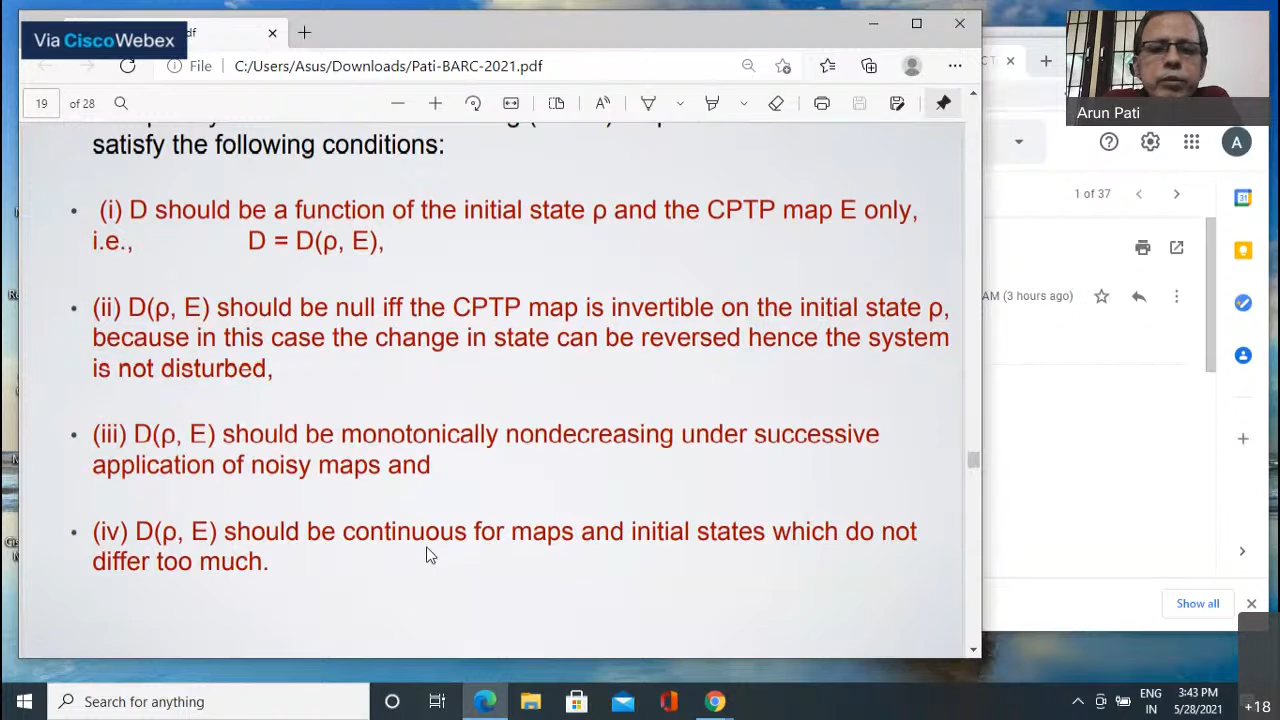 Via Cisco Webex
df
File
C:/Users/Asus/Downloads/Pati-BARC-2021.pdf
19
of 28
satisfy the following conditions:
• (i) D should be a function of the initial state ρ and the CPTP map E only,
i.e., D = D(ρ, E),
• (ii) D(ρ, E) should be null iff the CPTP map is invertible on the initial state ρ,
because in this case the change in state can be reversed hence the system
is not disturbed,
• (iii) D(ρ, E) should be monotonically nondecreasing under successive
application of noisy maps and
• (iv) D(ρ, E) should be continuous for maps and initial states which do not
differ too much.
Arun Pati
A
1 of 37
AM (3 hours ago)
Show all
Search for anything
ENG
IN
3:43 PM
5/28/2021
+18